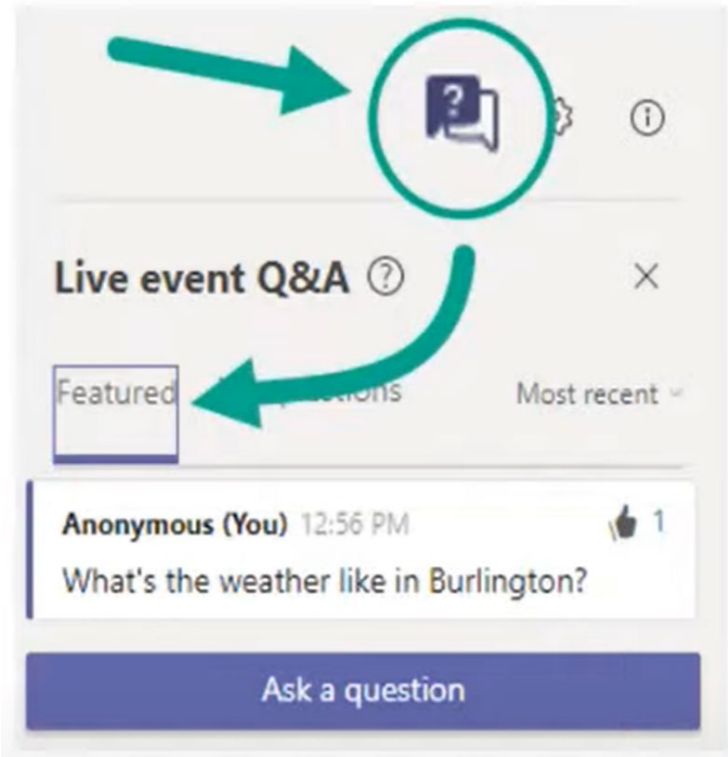 ?
i
Live event Q&A ?
Featured Most recent
Anonymous (You) 12:56 PM 1
What's the weather like in Burlington?
Ask a question